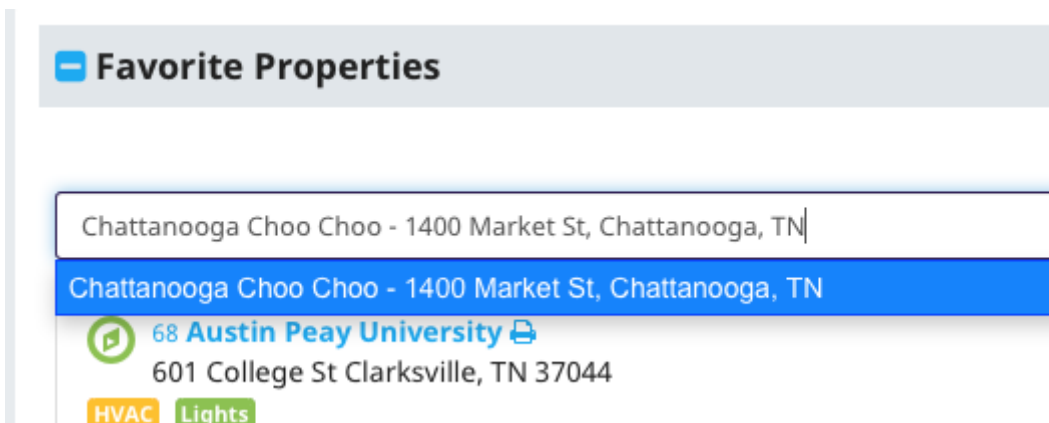 Favorite Properties
Chattanooga Choo Choo - 1400 Market St, Chattanooga, TN
Chattanooga Choo Choo - 1400 Market St, Chattanooga, TN
68 Austin Peay University
601 College St Clarksville, TN 37044
HVAC Lights